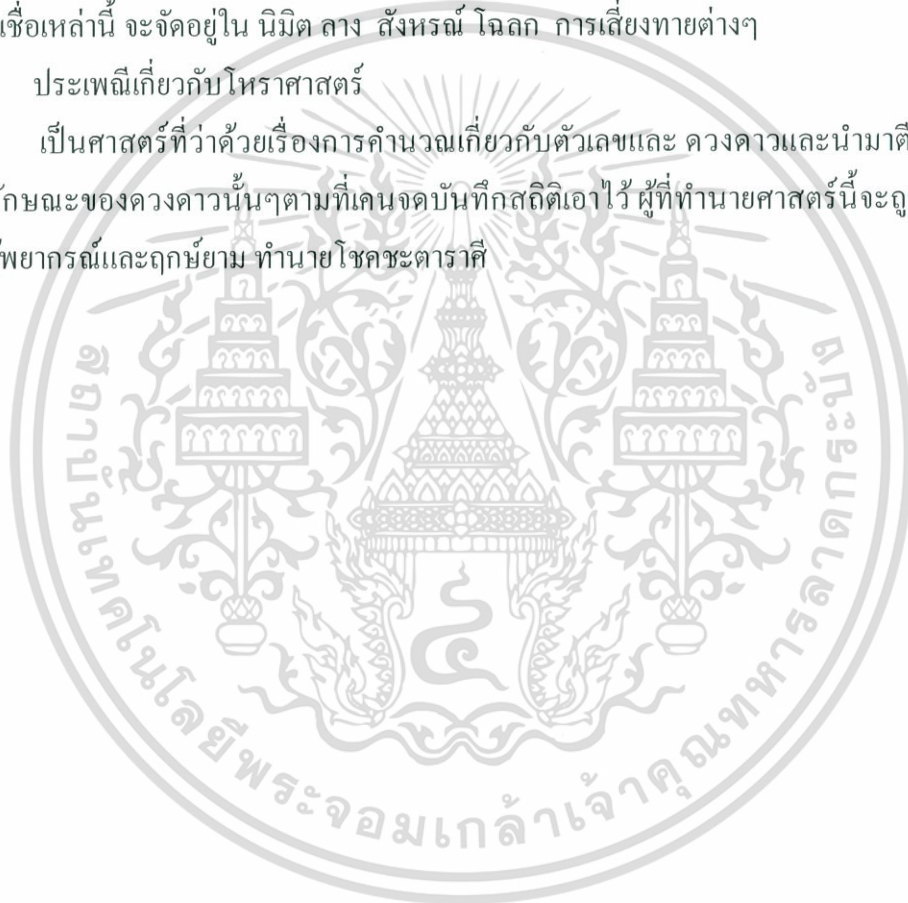 เชื่อเหล่านี้ จะจัดอยู่ใน นิมิต ลาง สังหรณ์ โฉลก การเสี่ยงทายต่างๆ
ประเพณีเกี่ยวกับโหราศาสตร์
เป็นศาสตร์ที่ว่าด้วยเรื่องการคำนวณเกี่ยวกับตัวเลขและ ดวงดาวและนำมาตี
ักษณะของดวงดาวนั้นๆตามที่เคนจดบันทึกสถิติเอาไว้ ผู้ที่ทำนายศาสตร์นี้จะถู
พยากรณ์และฤกษ์ยาม ทำนายโชคชะตาราศี
สถาบันเทคโนโลยีพระจอมเกล้าเจ้าคุณทหารลาดกระบัง
๔